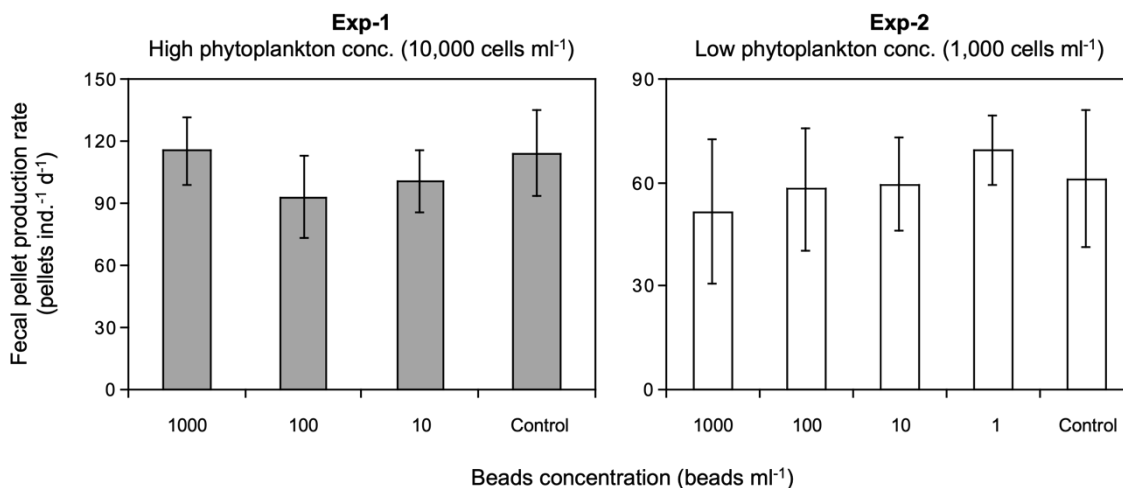 Exp-1
High phytoplankton conc. (10,000 cells ml⁻¹)
Exp-2
Low phytoplankton conc. (1,000 cells ml⁻¹)
Fecal pellet production rate
(pellets ind.⁻¹ d⁻¹)
150
120
90
60
30
0
1000 100 10 Control
90
60
30
0
1000 100 10 1 Control
Beads concentration (beads ml⁻¹)